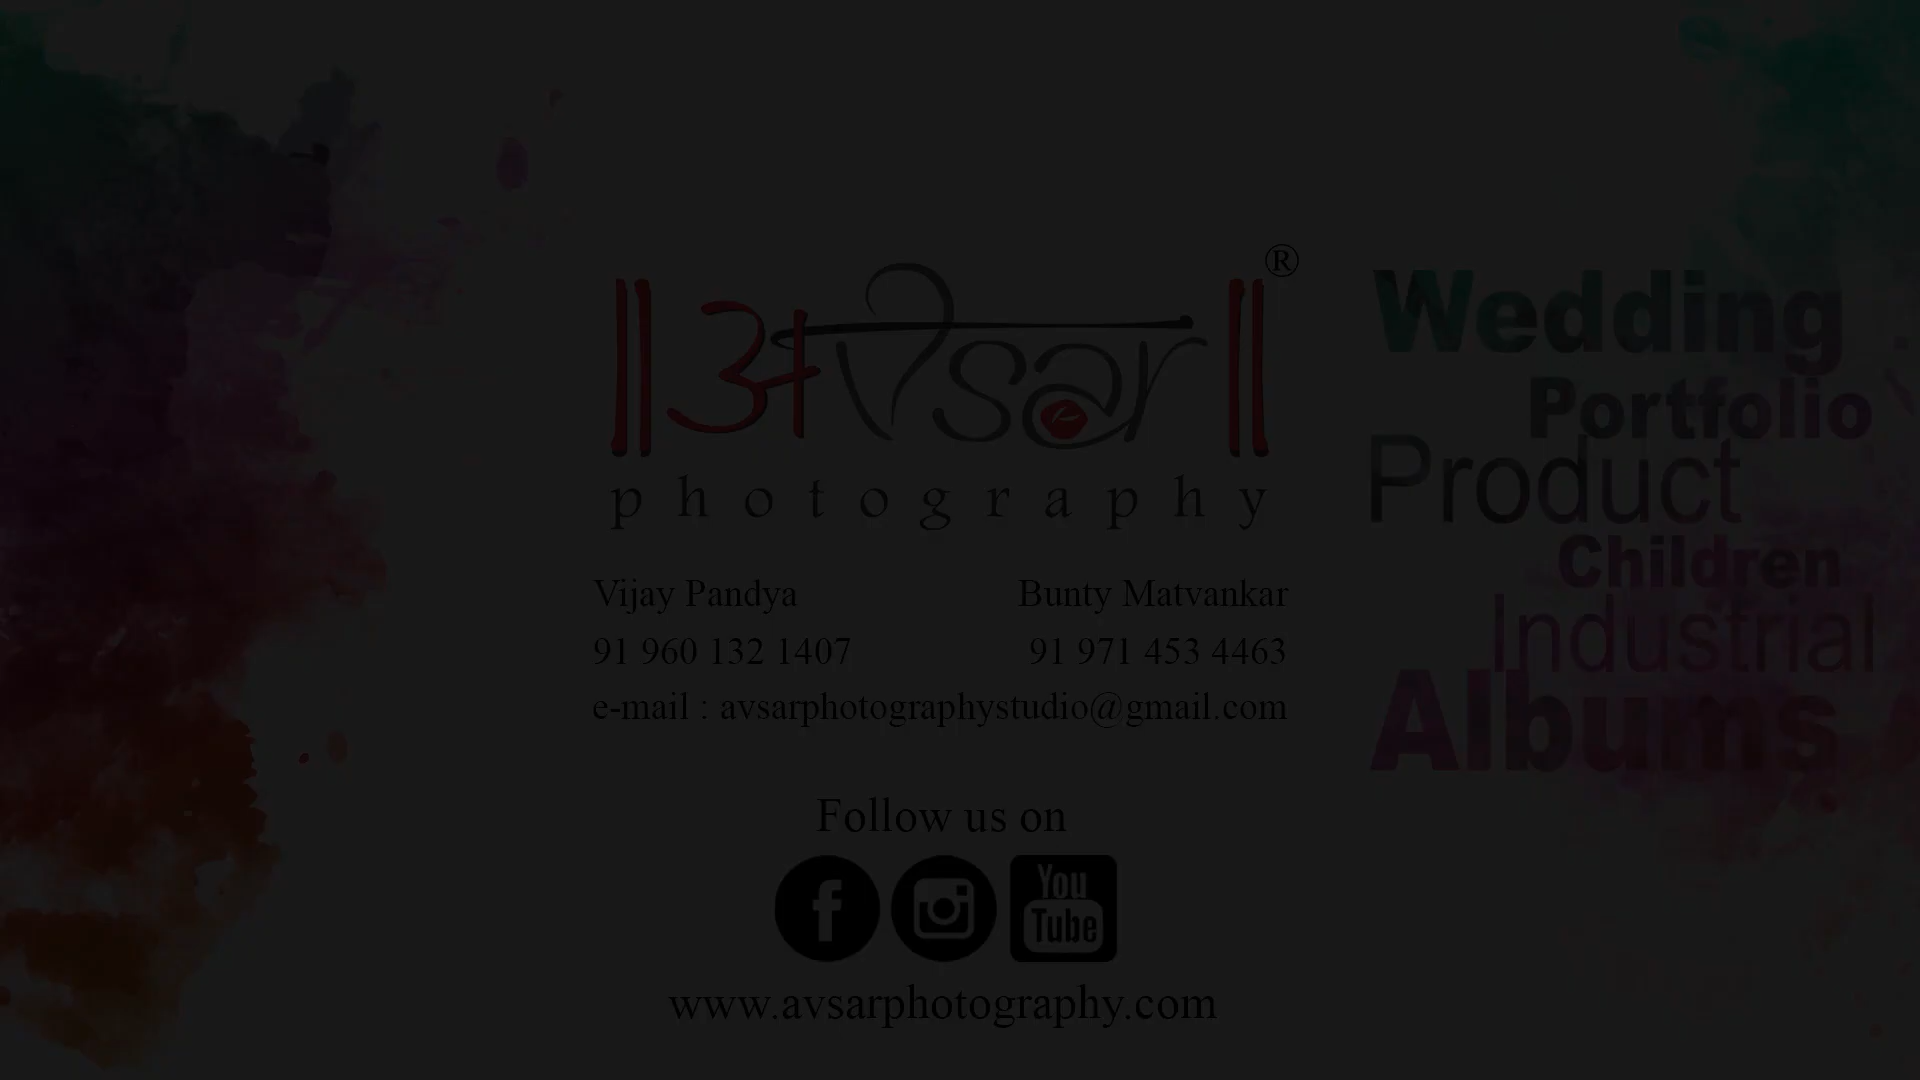 ||अvsar|| ®
photography
Vijay Pandya Bunty Matvankar
91 960 132 1407 91 971 453 4463
e-mail : avsarphotographystudio@gmail.com
Follow us on
f You Tube
www.avsarphotography.com
Wedding
Portfolio
Product
Children
Industrial
Albums